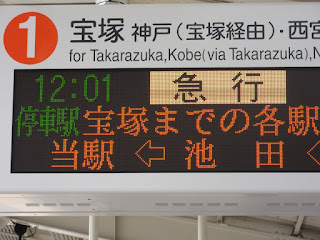 1 宝塚 神戸(宝塚経由)・西宮
for Takarazuka,Kobe(via Takarazuka),N
12:01 急行
停車駅 宝塚までの各駅
当駅 ⇦ 池田